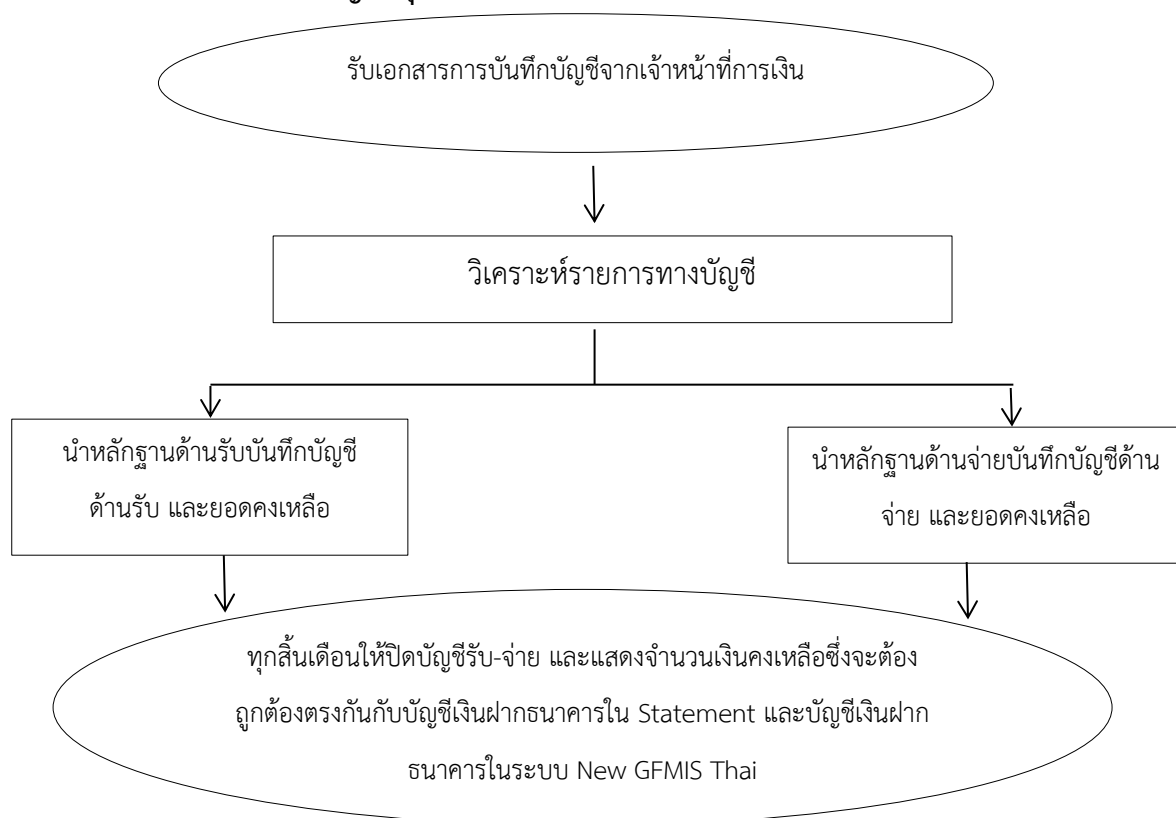 รับเอกสารการบันทึกบัญชีจากเจ้าหน้าที่การเงิน
วิเคราะห์รายการทางบัญชี
นำหลักฐานด้านรับบันทึกบัญชี
ด้านรับ และยอดคงเหลือ
นำหลักฐานด้านจ่ายบันทึกบัญชีด้าน
จ่าย และยอดคงเหลือ
ทุกสิ้นเดือนให้ปิดบัญชีรับ-จ่าย และแสดงจำนวนเงินคงเหลือซึ่งจะต้อง
ถูกต้องตรงกันกับบัญชีเงินฝากธนาคารใน Statement และบัญชีเงินฝาก
ธนาคารในระบบ New GFMIS Thai